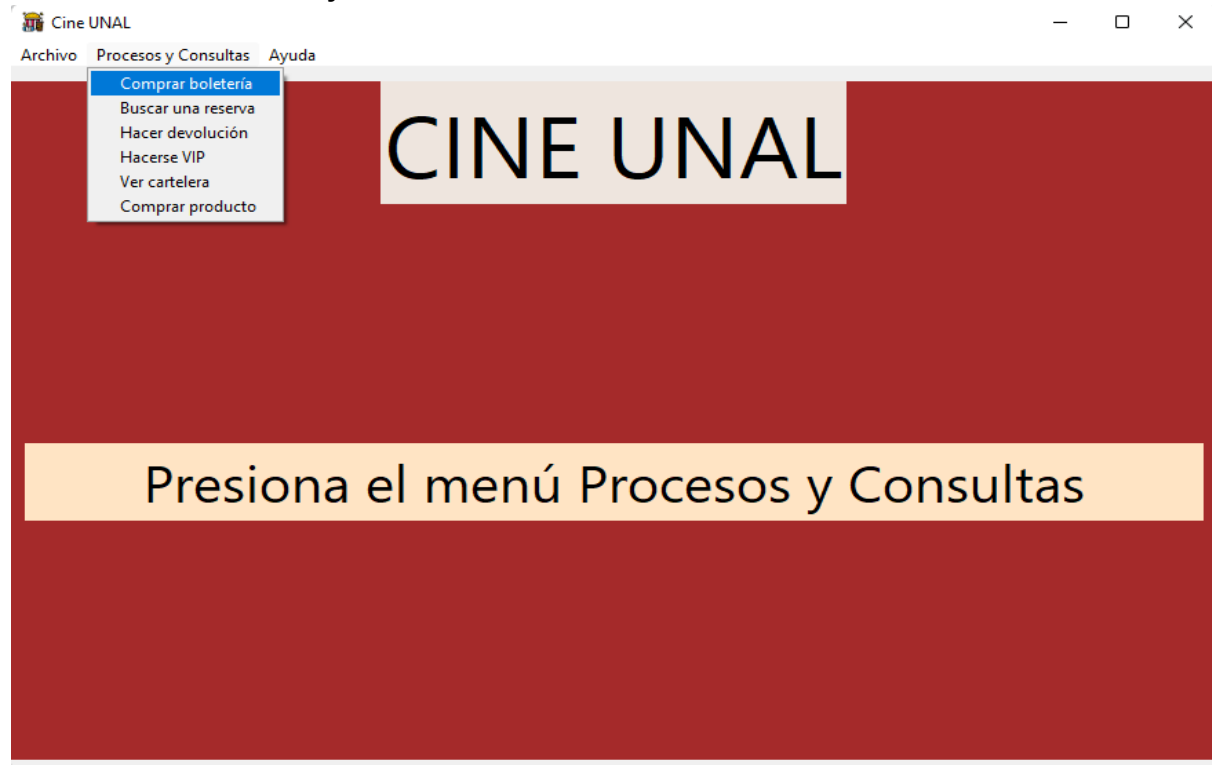 Cine UNAL
Archivo Procesos y Consultas Ayuda
Comprar boletería
Buscar una reserva
Hacer devolución
Hacerse VIP
Ver cartelera
Comprar producto
CINE UNAL
Presiona el menú Procesos y Consultas